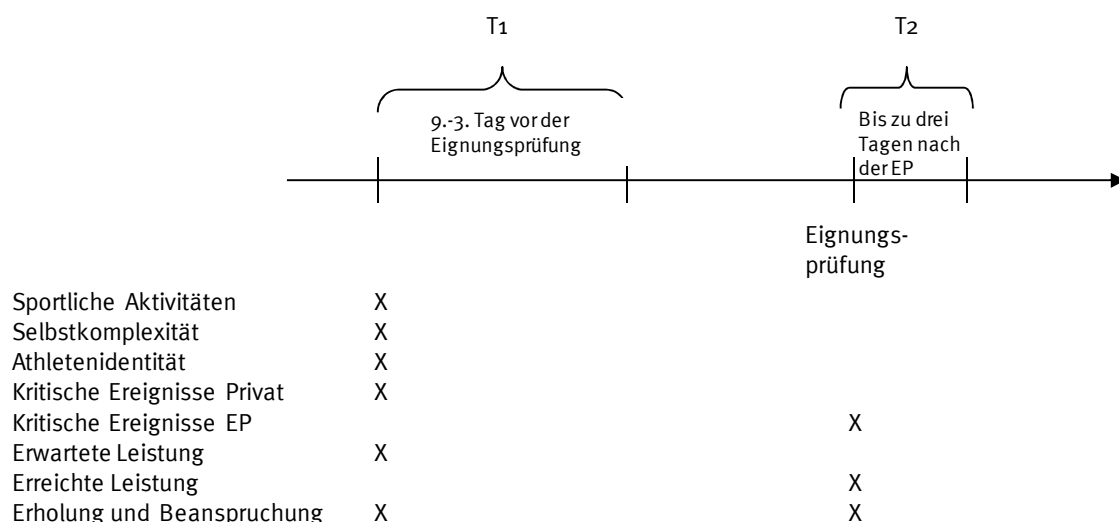 T1 T2
9.-3. Tag vor der
Eignungsprüfung
Bis zu drei
Tagen nach
der EP
Eignungs-
prüfung
Sportliche Aktivitäten X
Selbstkomplexität X
Athletenidentität X
Kritische Ereignisse Privat X
Kritische Ereignisse EP X
Erwartete Leistung X
Erreichte Leistung X
Erholung und Beanspruchung X X